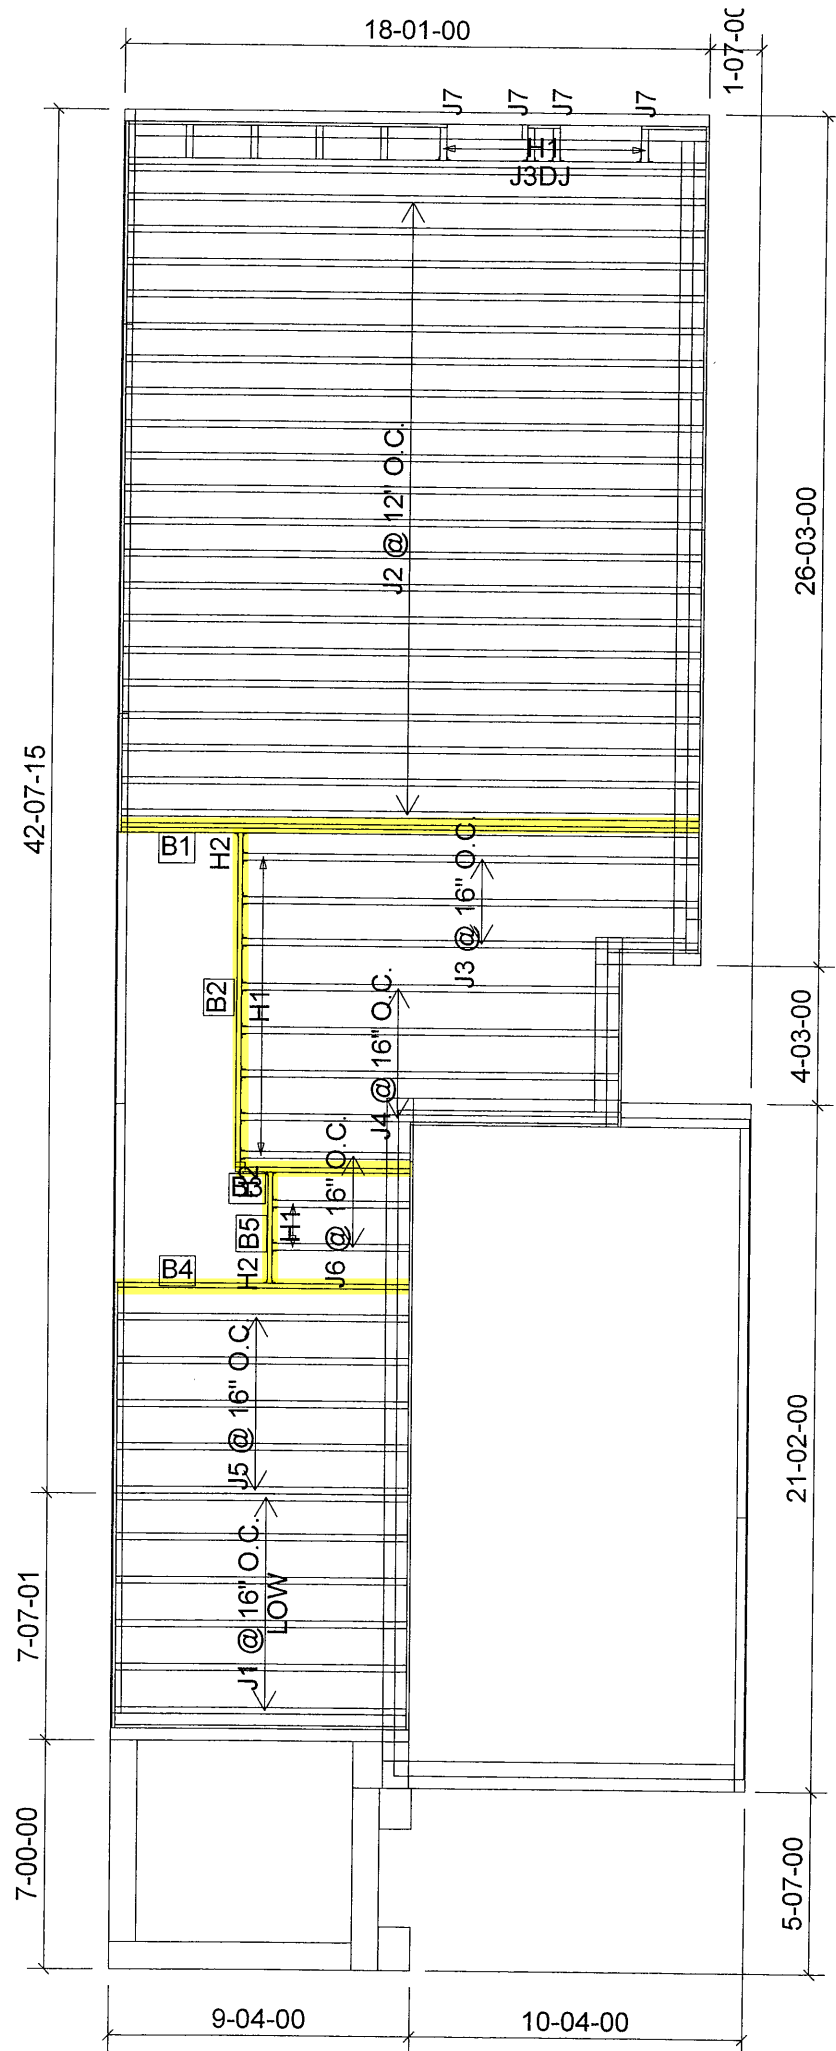 18-01-00
1-07-00
J7
J7
J7
J7
H1
J3DJ
J2 @ 12" O.C.
26-03-00
42-07-15
B1
H2
J3 @ 16" O.C.
B2
H1
J4 @ 16" O.C.
4-03-00
B3
B5
H1
J6 @ 16" O.C.
B4
H2
J5 @ 16" O.C.
21-02-00
J1 @ 16" O.C.
LOW
7-07-01
7-00-00
5-07-00
9-04-00
10-04-00